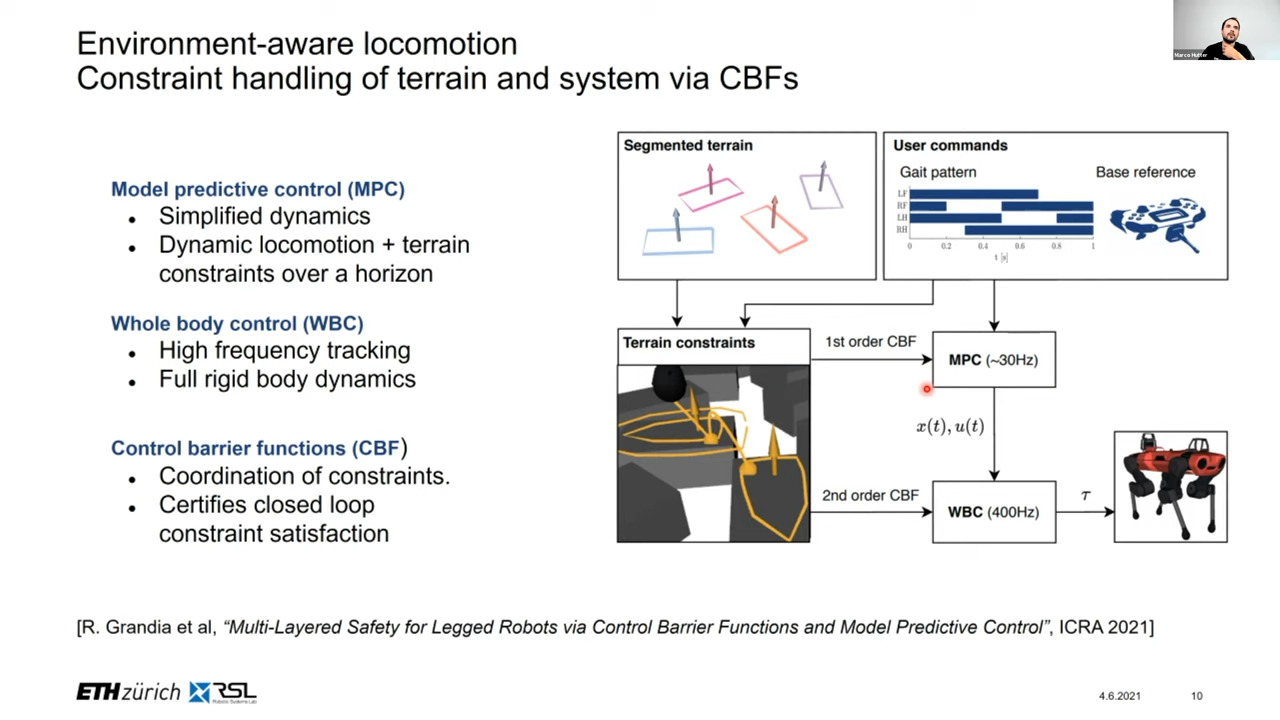 Environment-aware locomotion
Constraint handling of terrain and system via CBFs
Marco Hutter
Model predictive control (MPC)
• Simplified dynamics
• Dynamic locomotion + terrain
constraints over a horizon
Whole body control (WBC)
• High frequency tracking
• Full rigid body dynamics
Control barrier functions (CBF)
• Coordination of constraints.
• Certifies closed loop
constraint satisfaction
Segmented terrain
User commands
Gait pattern
Base reference
LF
RF
LH
RH
0 0.2 0.4 0.6 0.8 1
t [s]
Terrain constraints
1st order CBF
MPC (~30Hz)
x(t), u(t)
2nd order CBF
WBC (400Hz)
τ
[R. Grandia et al, “Multi-Layered Safety for Legged Robots via Control Barrier Functions and Model Predictive Control”, ICRA 2021]
ETH zürich RSL
Robotic Systems Lab
4.6.2021
10